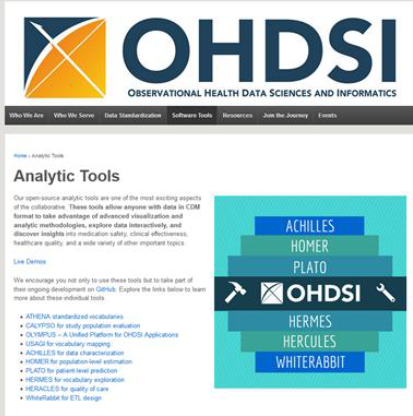 OHDSI
OBSERVATIONAL HEALTH DATA SCIENCES AND INFORMATICS
Who We Are Who We Serve Data Standardization Software Tools Resources Join the Journey Events
Home › Analytic Tools
Analytic Tools
Our open-source analytic tools are one of the most exciting aspects
of the collaborative. These tools allow anyone with data in CDM
format to take advantage of advanced visualization and
analytic methodologies, explore data interactively, and
discover insights into medication safety, clinical effectiveness,
healthcare quality, and a wide variety of other important topics.
Live Demos
We encourage you not only to use these tools but to take part of
their ongoing development on GitHub. Explore the links below to learn
more about these individual tools.
ATHENA standardized vocabularies
CALYPSO for study population evaluation
OLYMPUS – A Unified Platform for OHDSI Applications
USAGI for vocabulary mapping
ACHILLES for data characterization
HOMER for population-level estimation
PLATO for patient-level prediction
HERMES for vocabulary exploration
HERACLES for quality of care
WhiteRabbit for ETL design
ACHILLES
HOMER
PLATO
OHDSI
HERMES
HERCULES
WHITERABBIT